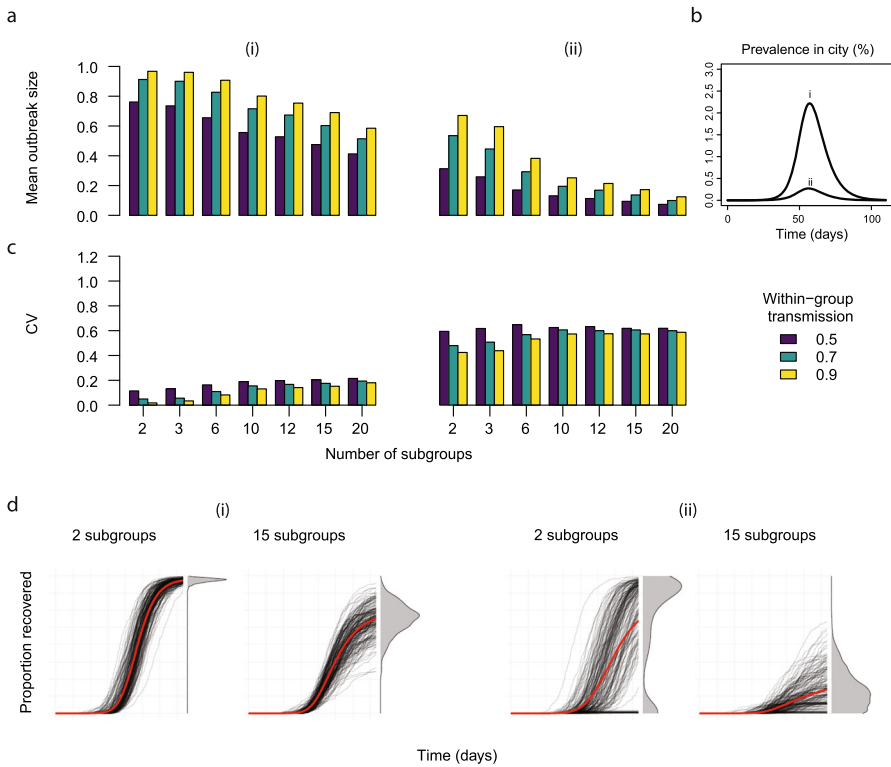 a
(i)
(ii)
Mean outbreak size
1.0
0.8
0.6
0.4
0.2
0.0
b
Prevalence in city (%)
3.0
2.5
2.0
1.5
1.0
0.5
0.0
i
ii
0 50 100
Time (days)
c
CV
1.2
1.0
0.8
0.6
0.4
0.2
0.0
2 3 6 10 12 15 20
2 3 6 10 12 15 20
Number of subgroups
Within−group
transmission
0.5
0.7
0.9
d
(i)
(ii)
2 subgroups
15 subgroups
2 subgroups
15 subgroups
Proportion recovered
Time (days)